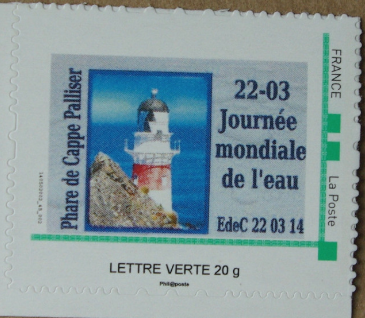 Phare de Cappe Palliser
22-03
Journée
mondiale
de l'eau
EdeC 22 03 14
FRANCE
La Poste
LETTRE VERTE 20 g
Phil@poste